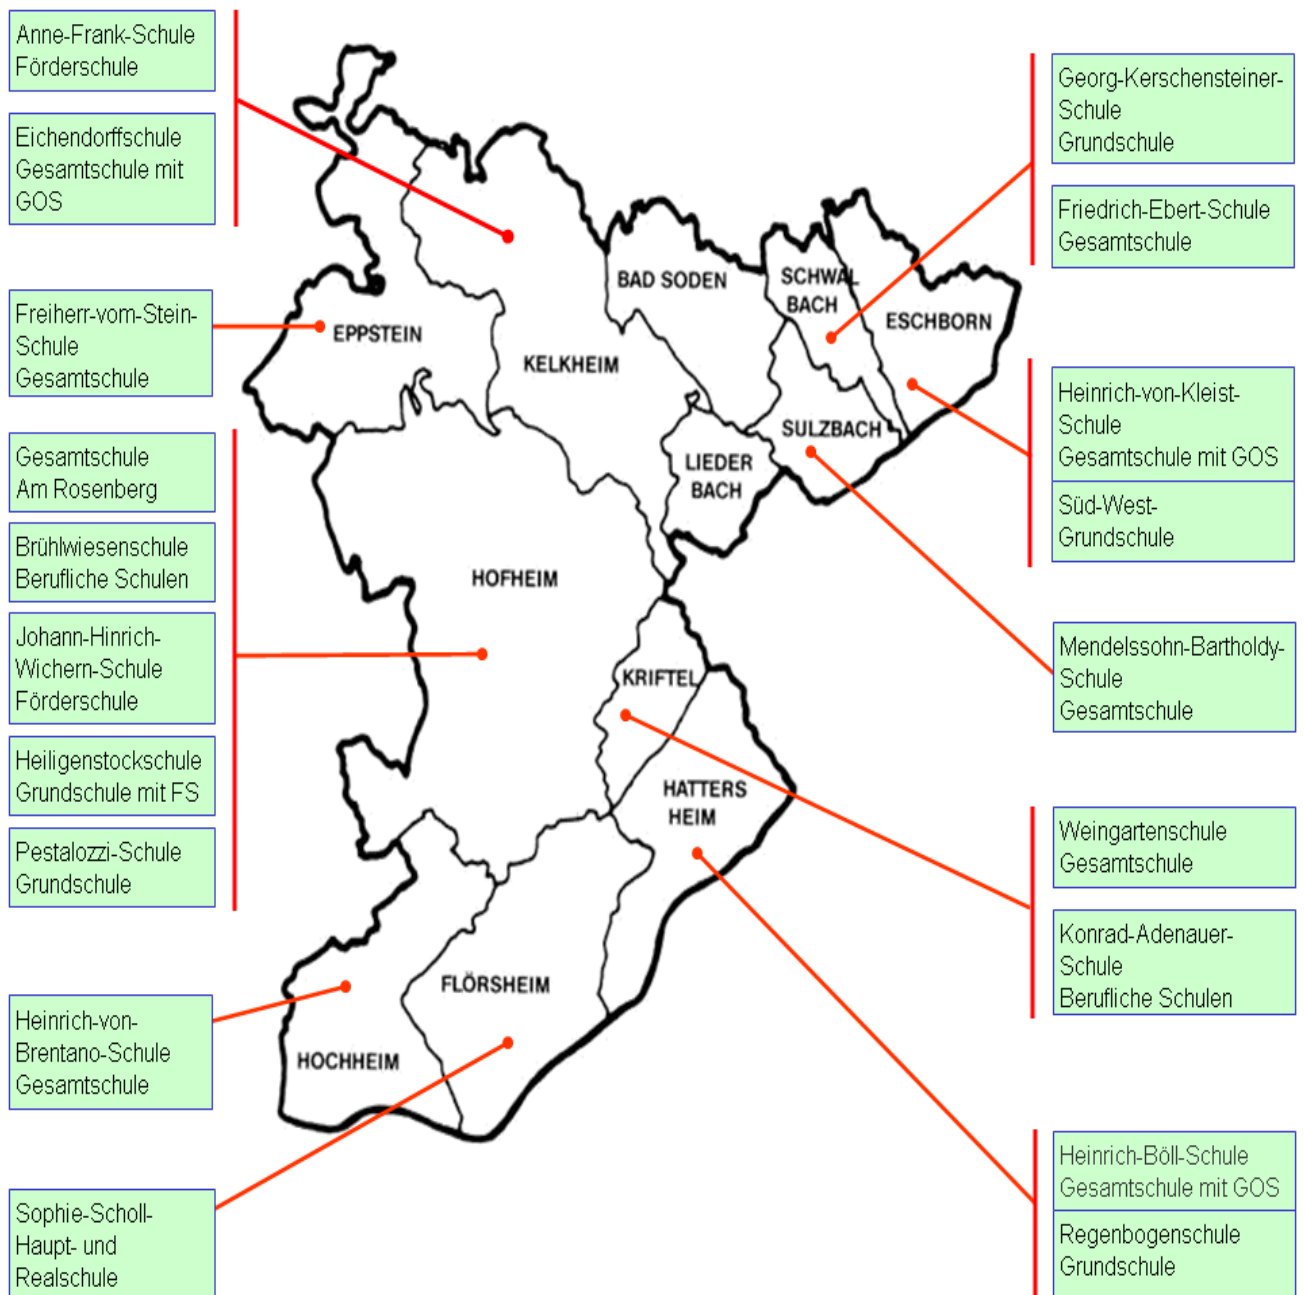 Anne-Frank-Schule
Förderschule
Eichendorffschule
Gesamtschule mit
GOS
Freiherr-vom-Stein-
Schule
Gesamtschule
Gesamtschule
Am Rosenberg
Brühlwiesenschule
Berufliche Schulen
Johann-Hinrich-
Wichern-Schule
Förderschule
Heiligenstockschule
Grundschule mit FS
Pestalozzi-Schule
Grundschule
Heinrich-von-
Brentano-Schule
Gesamtschule
Sophie-Scholl-
Haupt- und
Realschule
BAD SODEN
SCHWAL
BACH
ESCHBORN
EPPSTEIN
KELKHEIM
SULZBACH
LIEDER
BACH
HOFHEIM
KRIFTEL
HATTERS
HEIM
FLÖRSHEIM
HOCHHEIM
Georg-Kerschensteiner-
Schule
Grundschule
Friedrich-Ebert-Schule
Gesamtschule
Heinrich-von-Kleist-
Schule
Gesamtschule mit GOS
Süd-West-
Grundschule
Mendelssohn-Bartholdy-
Schule
Gesamtschule
Weingartenschule
Gesamtschule
Konrad-Adenauer-
Schule
Berufliche Schulen
Heinrich-Böll-Schule
Gesamtschule mit GOS
Regenbogenschule
Grundschule